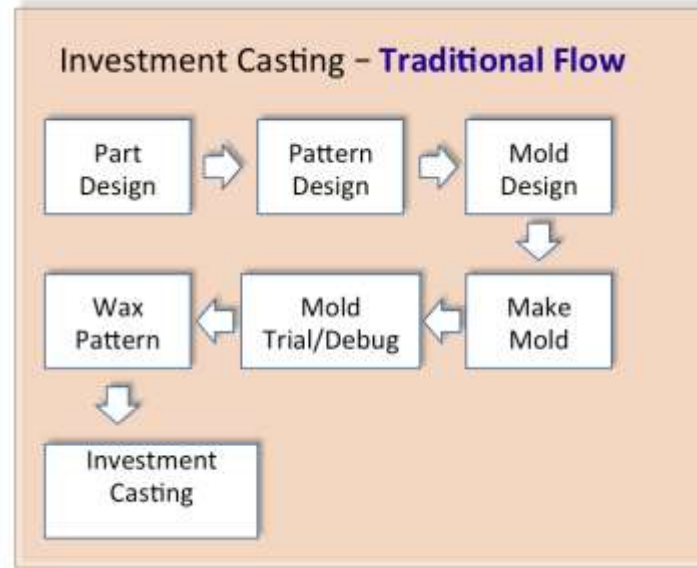 Investment Casting – Traditional Flow
Part
Design
Pattern
Design
Mold
Design
Wax
Pattern
Mold
Trial/Debug
Make
Mold
Investment
Casting